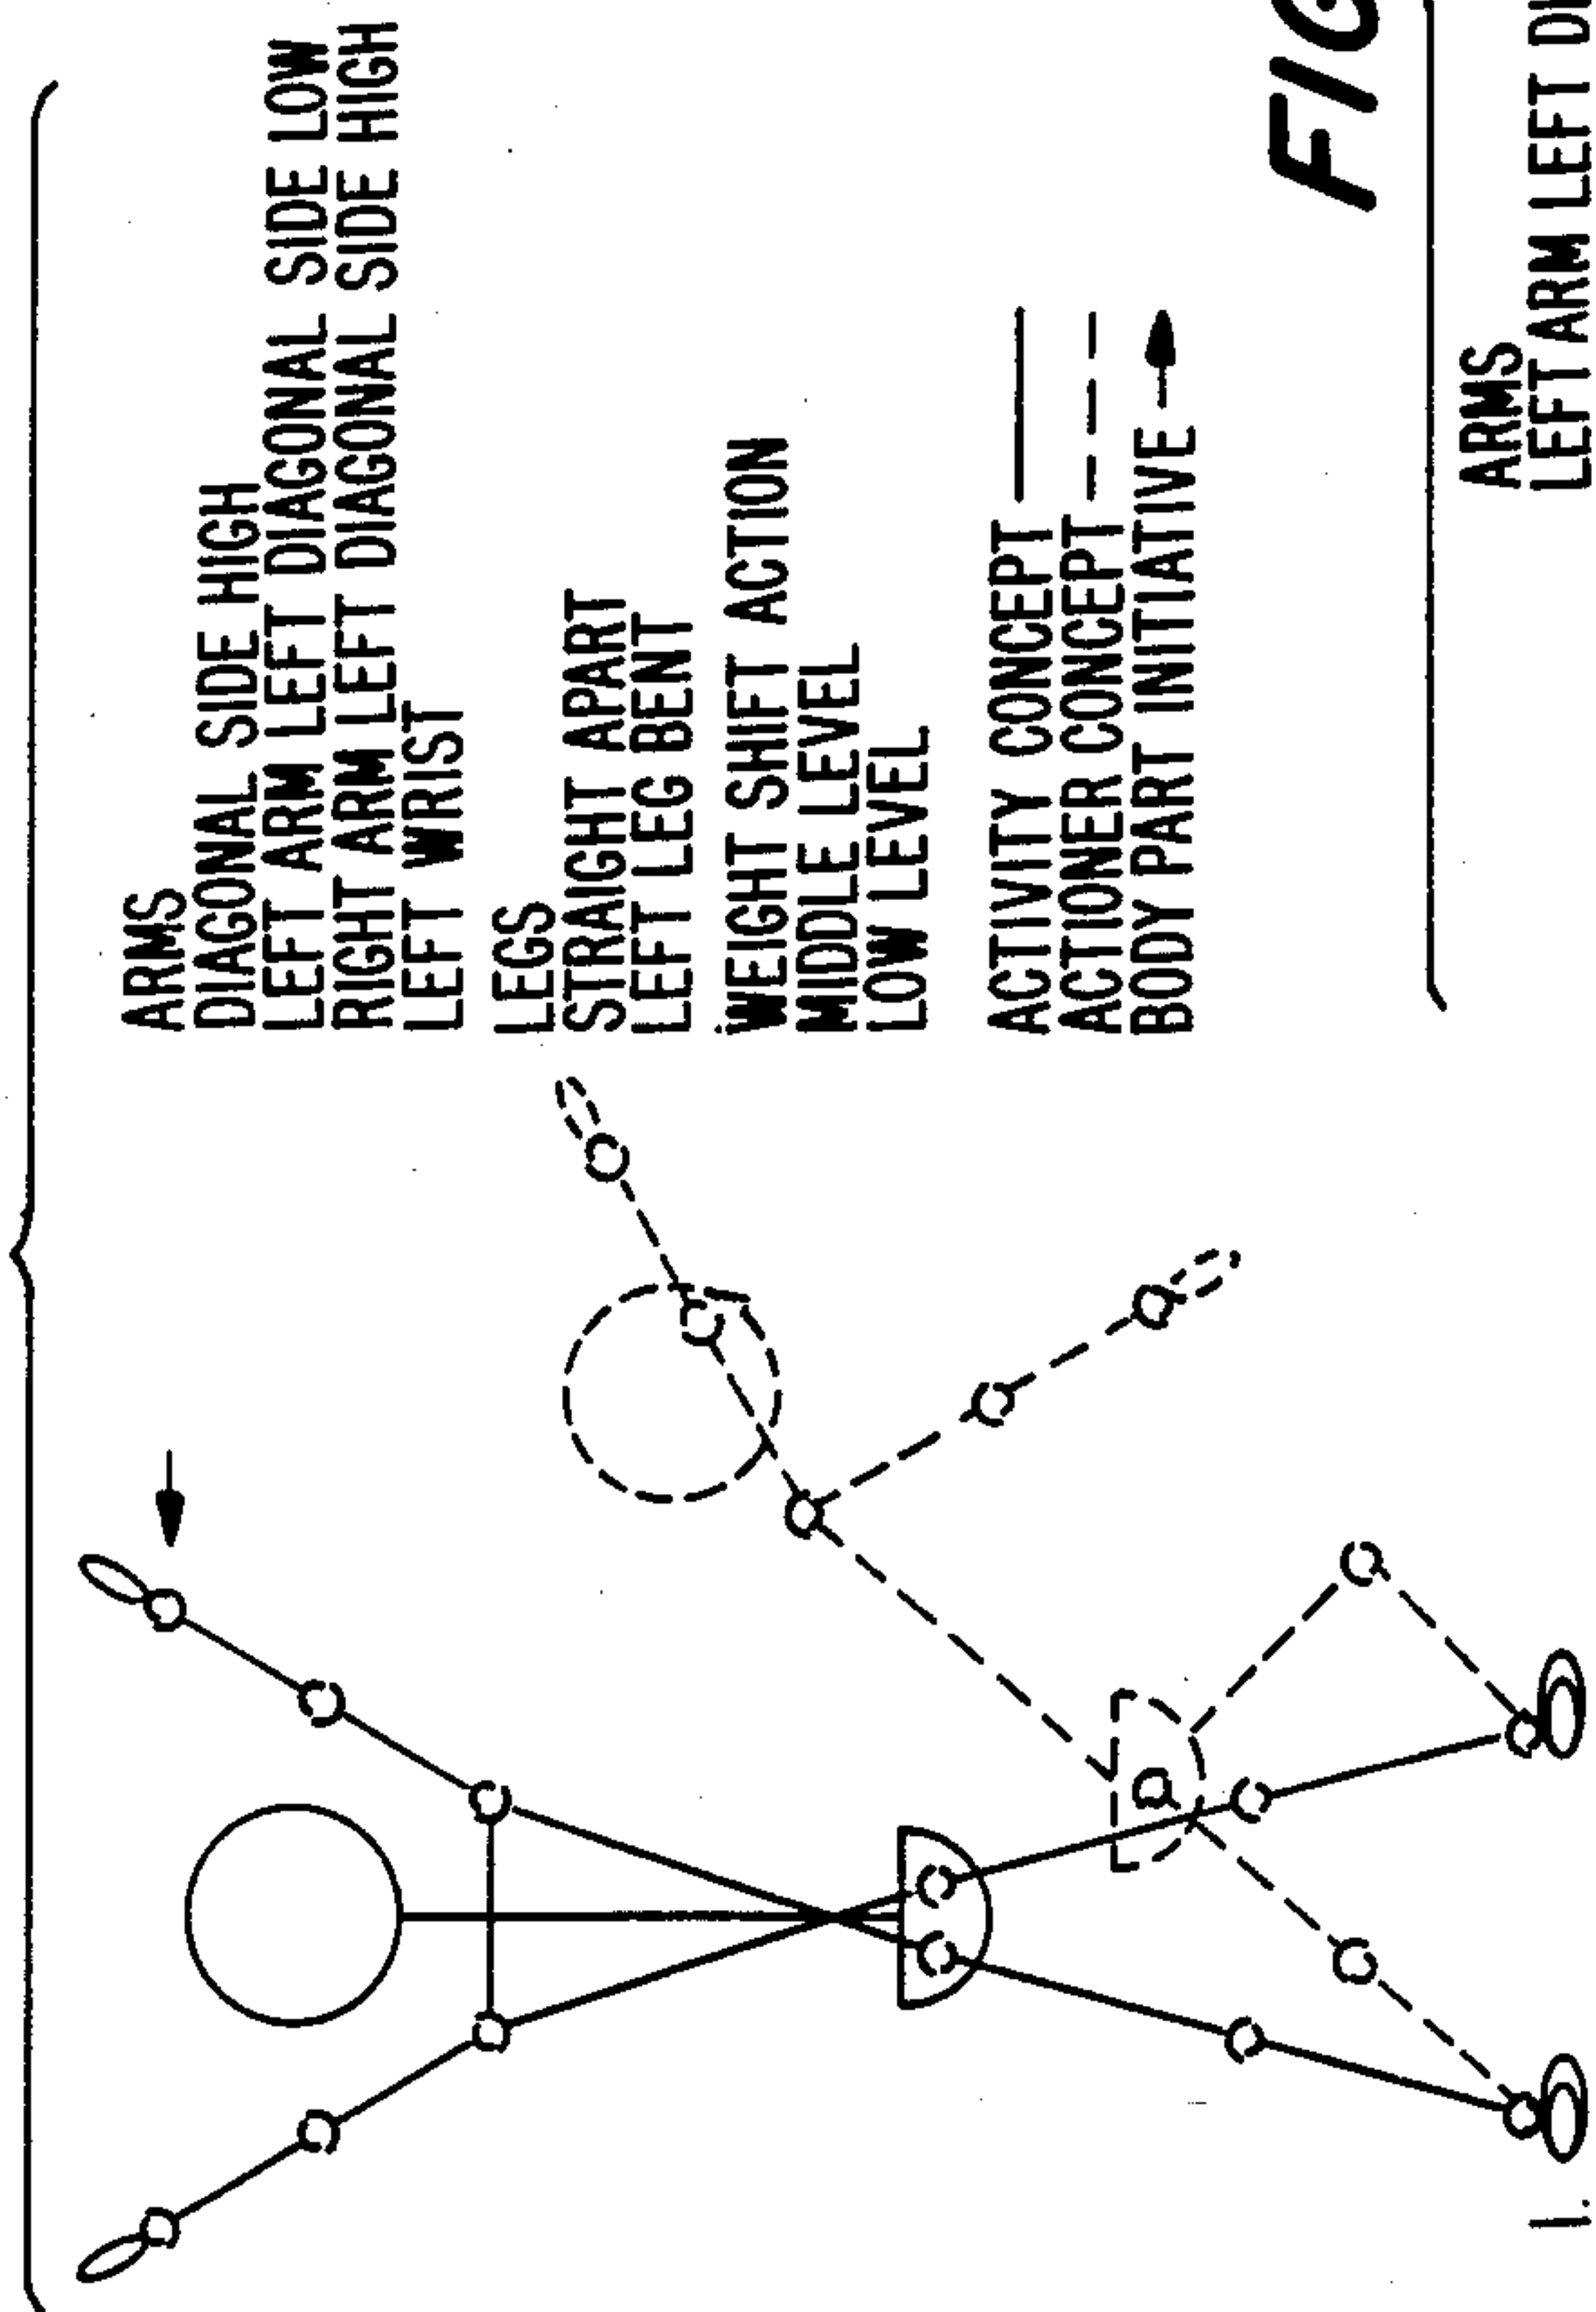 ARMS
DIAGONAL SIDE HIGH
LEFT ARM LEFT DIAGONAL SIDE LOW
RIGHT ARM LEFT DIAGONAL SIDE HIGH
LEFT WRIST
LEGS
STRAIGHT APART
LEFT LEG BENT
WEIGHT SHIFT ACTION
MIDDLE LEVEL
LOW LEVEL
ACTIVITY CONCEPT
ACTIONER CONCEPT
BODY PART INITIATIVE
FIG
1.
ARMS
LEFT ARM LEFT